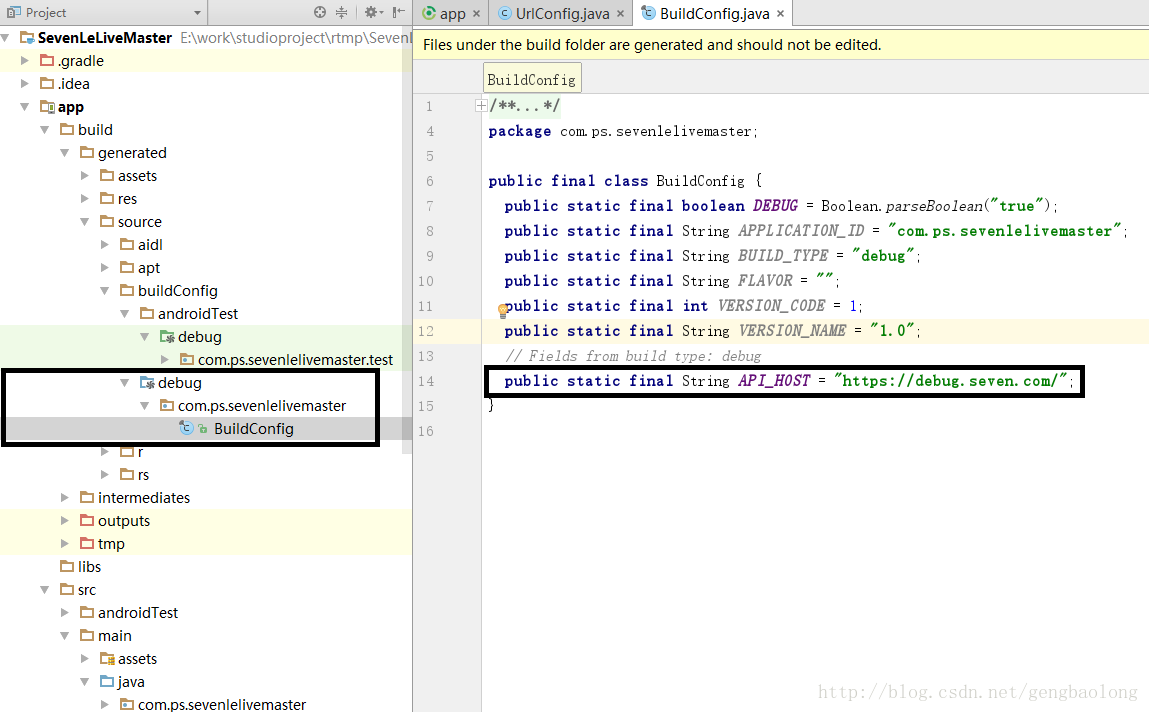 Project
SevenLeLiveMaster E:\work\studioproject\rtmp\Seven
.gradle
.idea
app
build
generated
assets
res
source
aidl
apt
buildConfig
androidTest
debug
com.ps.sevenlelivemaster.test
debug
com.ps.sevenlelivemaster
BuildConfig
r
rs
intermediates
outputs
tmp
libs
src
androidTest
main
assets
java
com.ps.sevenlelivemaster
app × UrlConfig.java × BuildConfig.java ×
Files under the build folder are generated and should not be edited.
BuildConfig
1 /**...*/
4 package com.ps.sevenlelivemaster;
5
6 public final class BuildConfig {
7 public static final boolean DEBUG = Boolean.parseBoolean("true");
8 public static final String APPLICATION_ID = "com.ps.sevenlelivemaster";
9 public static final String BUILD_TYPE = "debug";
10 public static final String FLAVOR = "";
11 public static final int VERSION_CODE = 1;
12 public static final String VERSION_NAME = "1.0";
13 // Fields from build type: debug
14 public static final String API_HOST = "https://debug.seven.com/";
15 }
16
http://blog.csdn.net/gengbaolong